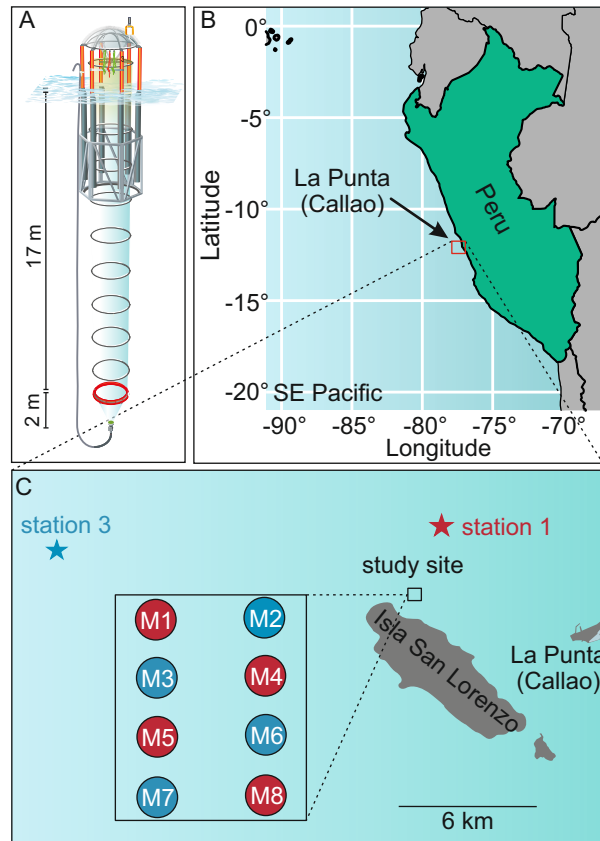 A
17 m
2 m
B
0°
-5°
-10°
-15°
-20°
Latitude
La Punta
(Callao)
Peru
SE Pacific
-90°
-85°
-80°
-75°
-70°
Longitude
C
station 3
station 1
study site
M1
M2
M3
M4
M5
M6
M7
M8
Isla San Lorenzo
La Punta
(Callao)
6 km